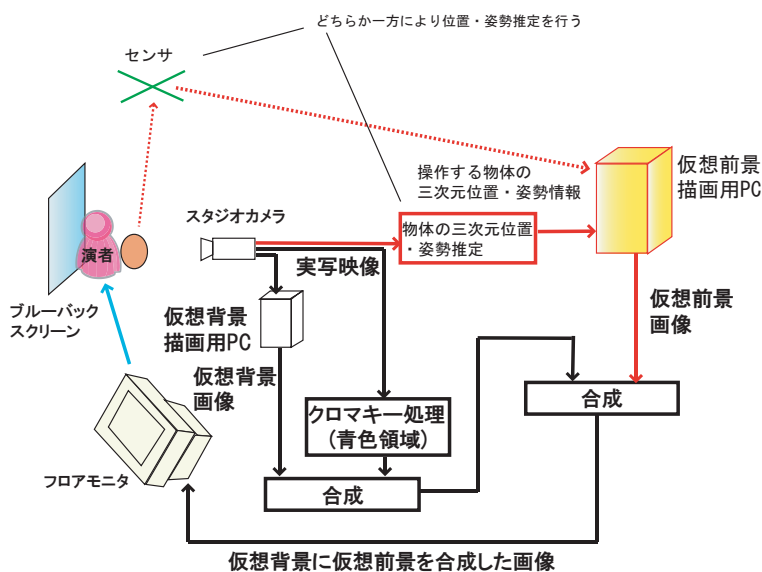 どちらか一方により位置・姿勢推定を行う
センサ
操作する物体の
三次元位置・姿勢情報
仮想前景
描画用PC
スタジオカメラ
物体の三次元位置
・姿勢推定
演者
実写映像
ブルーバック
スクリーン
仮想背景
描画用PC
仮想前景
画像
仮想背景
画像
クロマキー処理
(青色領域)
合成
フロアモニタ
合成
仮想背景に仮想前景を合成した画像